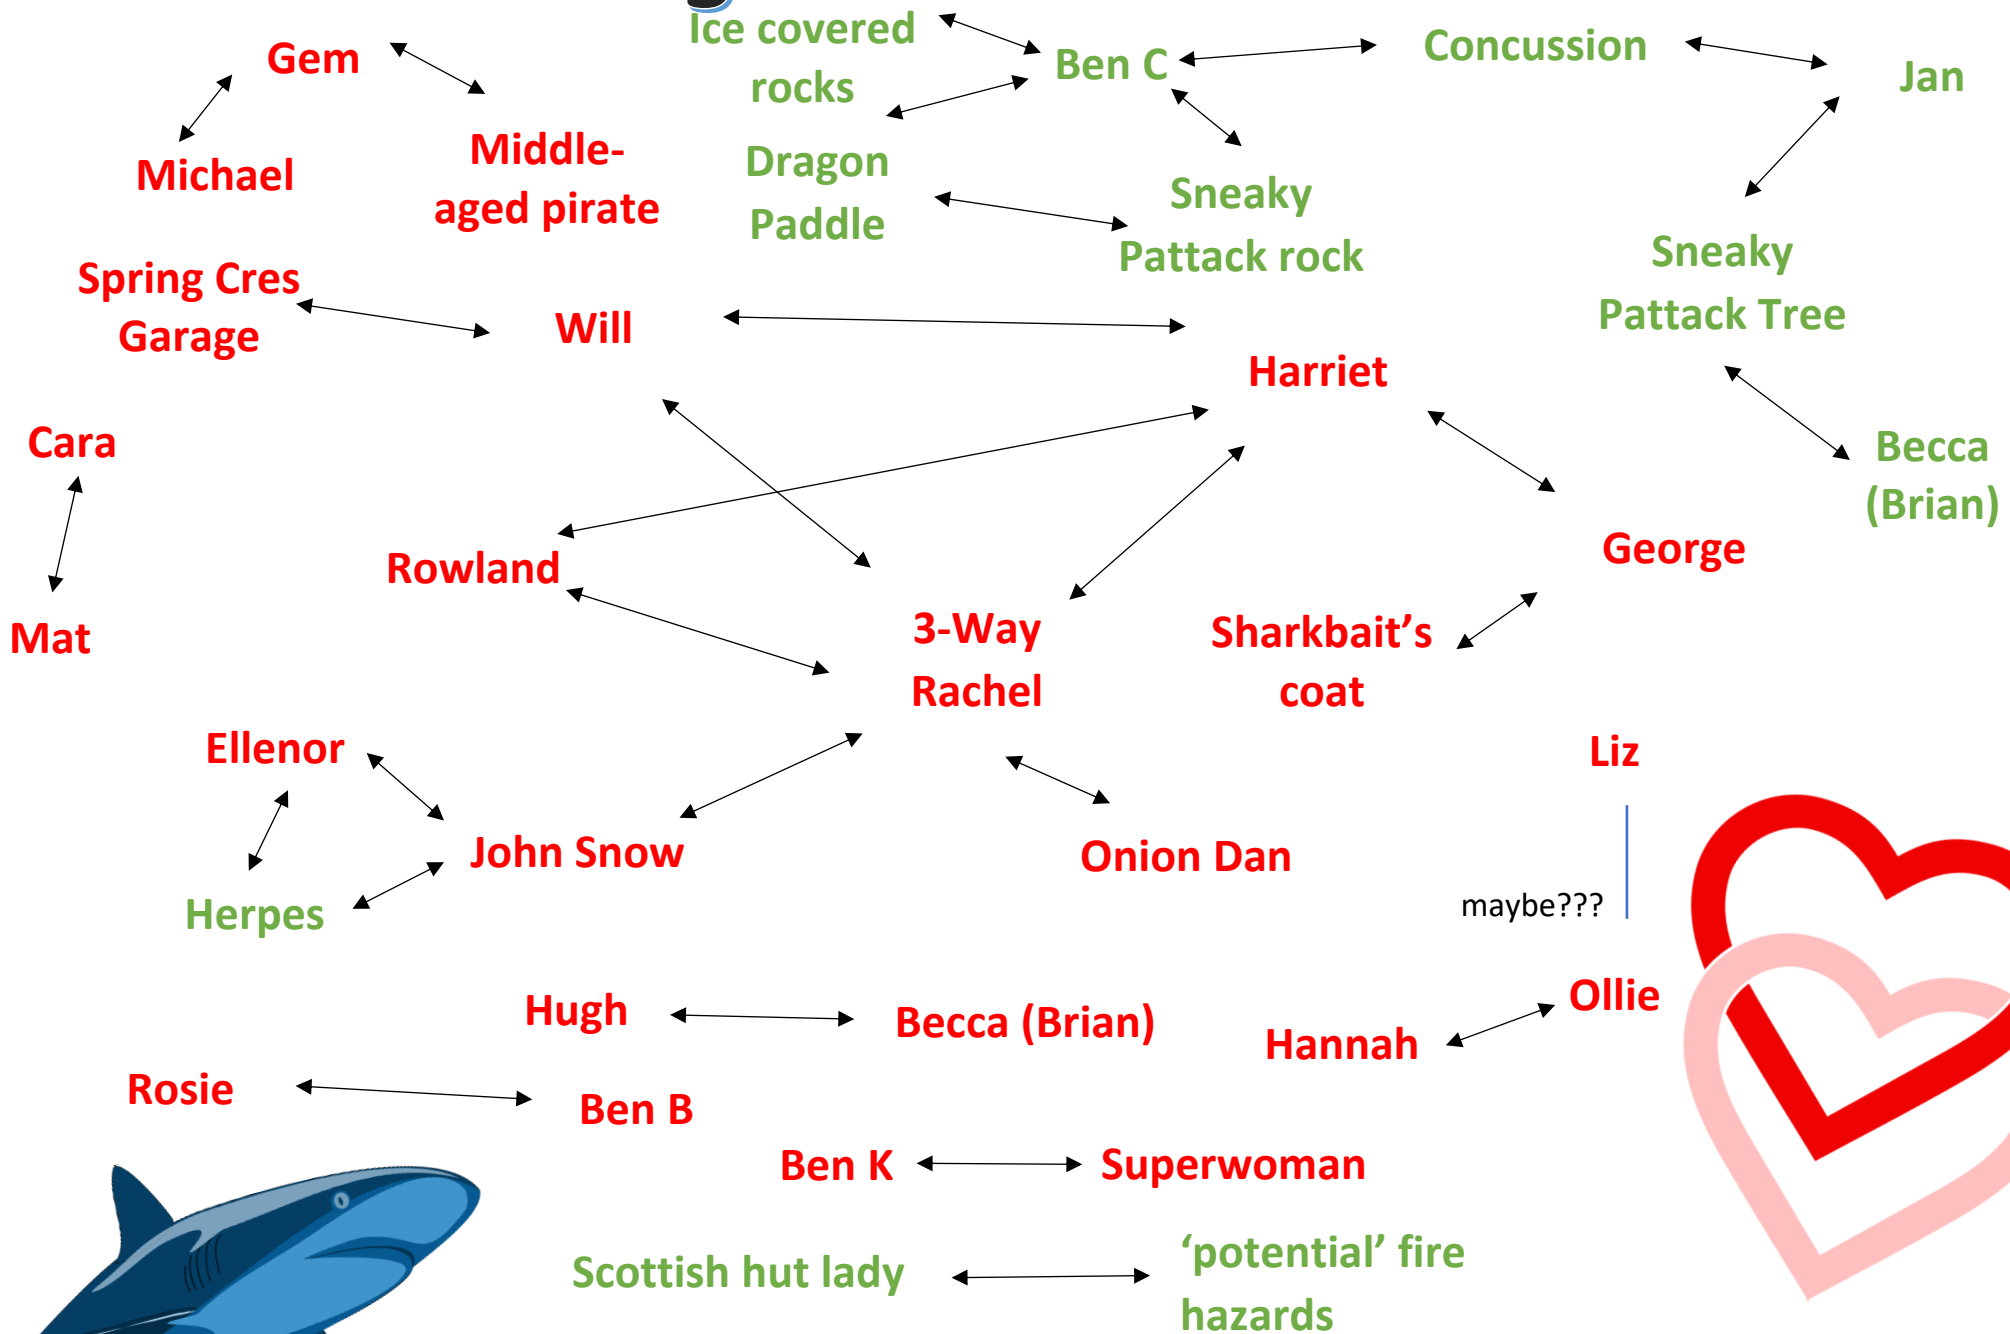 Ice covered
rocks
Gem
Ben C
Concussion
Jan
Michael
Middle-
aged pirate
Dragon
Paddle
Sneaky
Pattack rock
Sneaky
Pattack Tree
Spring Cres
Garage
Will
Harriet
Cara
Becca
(Brian)
Rowland
George
Mat
3-Way
Rachel
Sharkbait’s
coat
Ellenor
Liz
John Snow
Onion Dan
Herpes
maybe???
Hugh
Becca (Brian)
Hannah
Ollie
Rosie
Ben B
Ben K
Superwoman
Scottish hut lady
‘potential’ fire
hazards